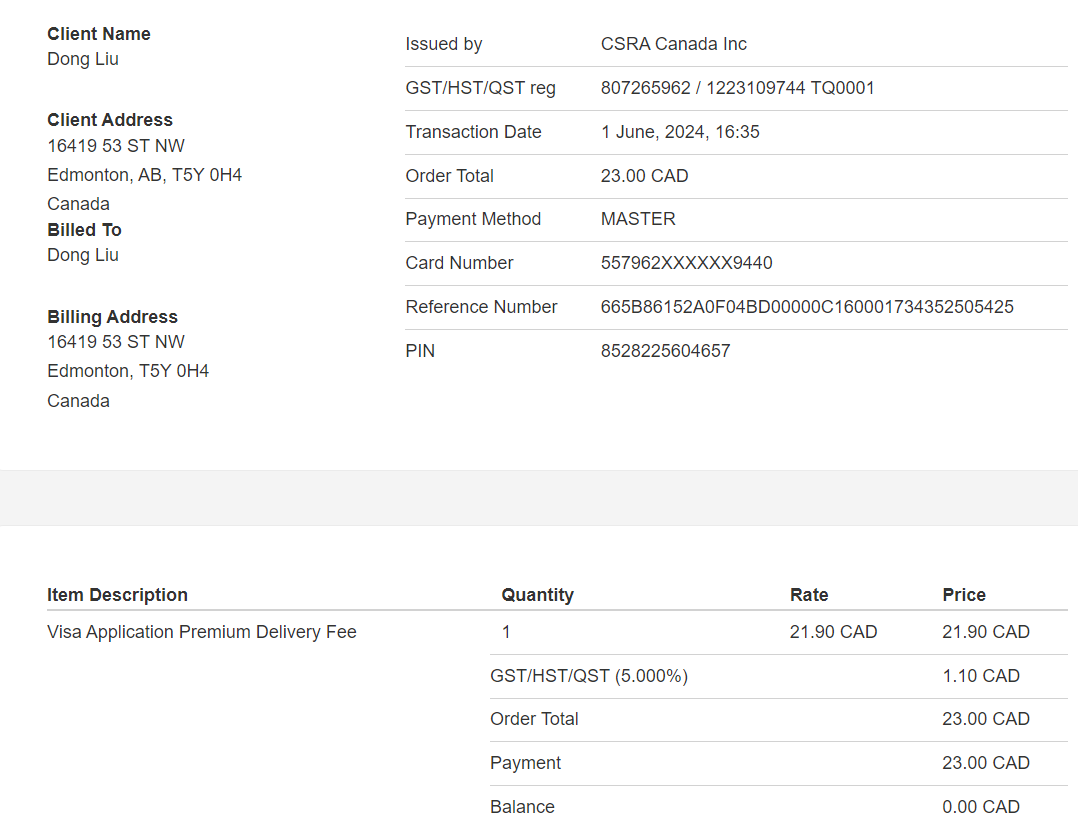 Client Name
Dong Liu
Client Address
16419 53 ST NW
Edmonton, AB, T5Y 0H4
Canada
Billed To
Dong Liu
Billing Address
16419 53 ST NW
Edmonton, T5Y 0H4
Canada
Issued by CSRA Canada Inc
GST/HST/QST reg 807265962 / 1223109744 TQ0001
Transaction Date 1 June, 2024, 16:35
Order Total 23.00 CAD
Payment Method MASTER
Card Number 557962XXXXXX9440
Reference Number 665B86152A0F04BD00000C160001734352505425
PIN 8528225604657
Item Description Quantity Rate Price
Visa Application Premium Delivery Fee 1 21.90 CAD 21.90 CAD
GST/HST/QST (5.000%) 1.10 CAD
Order Total 23.00 CAD
Payment 23.00 CAD
Balance 0.00 CAD